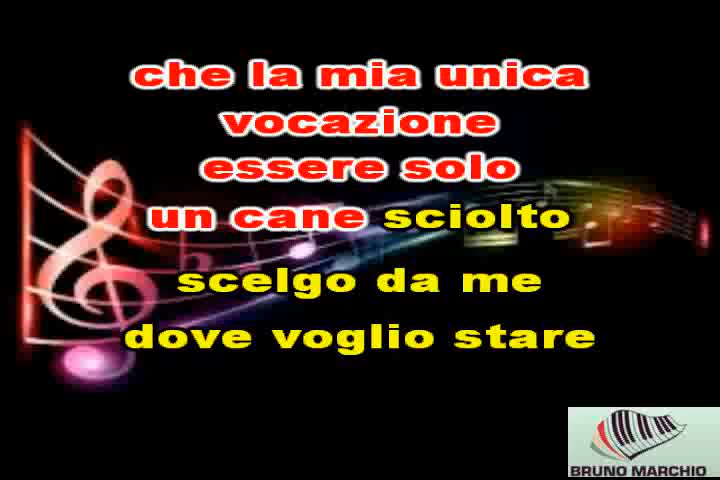 che la mia unica
vocazione
essere solo
un cane sciolto
scelgo da me
dove voglio stare
BRUNO MARCHIO